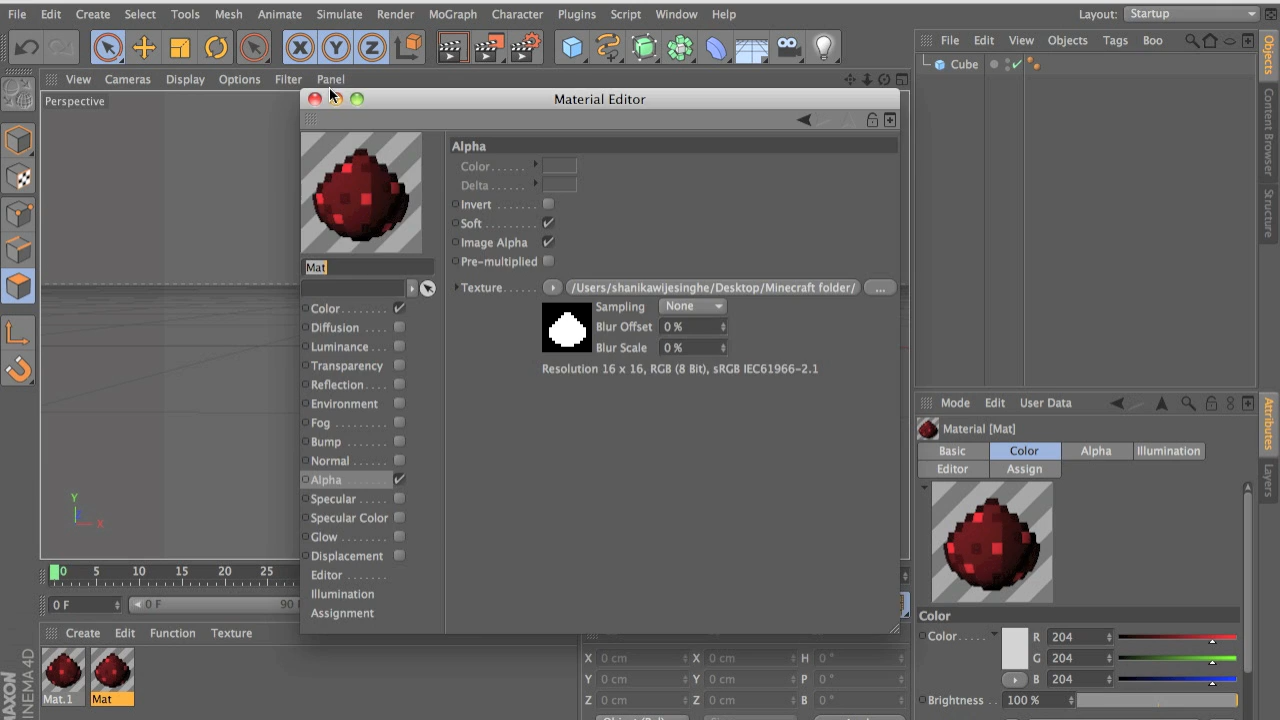 File Edit Create Select Tools Mesh Animate Simulate Render MoGraph Character Plugins Script Window Help Layout: Startup
File Edit View Objects Tags Boo
View Cameras Display Options Filter Panel
Cube
Perspective
Material Editor
Objects
Content Browser
Structure
Attributes
Layers
Alpha
Color......
Delta......
Invert.......
Soft.........
Image Alpha
Pre-multiplied
Texture...... /Users/shanikawijesinghe/Desktop/Minecraft folder/ ...
Sampling None
Blur Offset 0 %
Blur Scale 0 %
Resolution 16 x 16, RGB (8 Bit), sRGB IEC61966-2.1
Mat
Color........
Diffusion....
Luminance...
Transparency
Reflection....
Environment
Fog.........
Bump.......
Normal......
Alpha........
Specular.....
Specular Color
Glow........
Displacement
Editor.......
Illumination
Assignment
Mode Edit User Data
Material [Mat]
Basic Color Alpha Illumination
Editor Assign
Color
Color..... R 204
G 204
B 204
Brightness.. 100 %
Y
X
0 5 10 15 20 25
0 F 0 F 90 F
Create Edit Function Texture
Mat.1 Mat
X 0 cm X 0 cm H 0 °
Y 0 cm Y 0 cm P 0 °
Z 0 cm Z 0 cm B 0 °
MAXON
CINEMA 4D